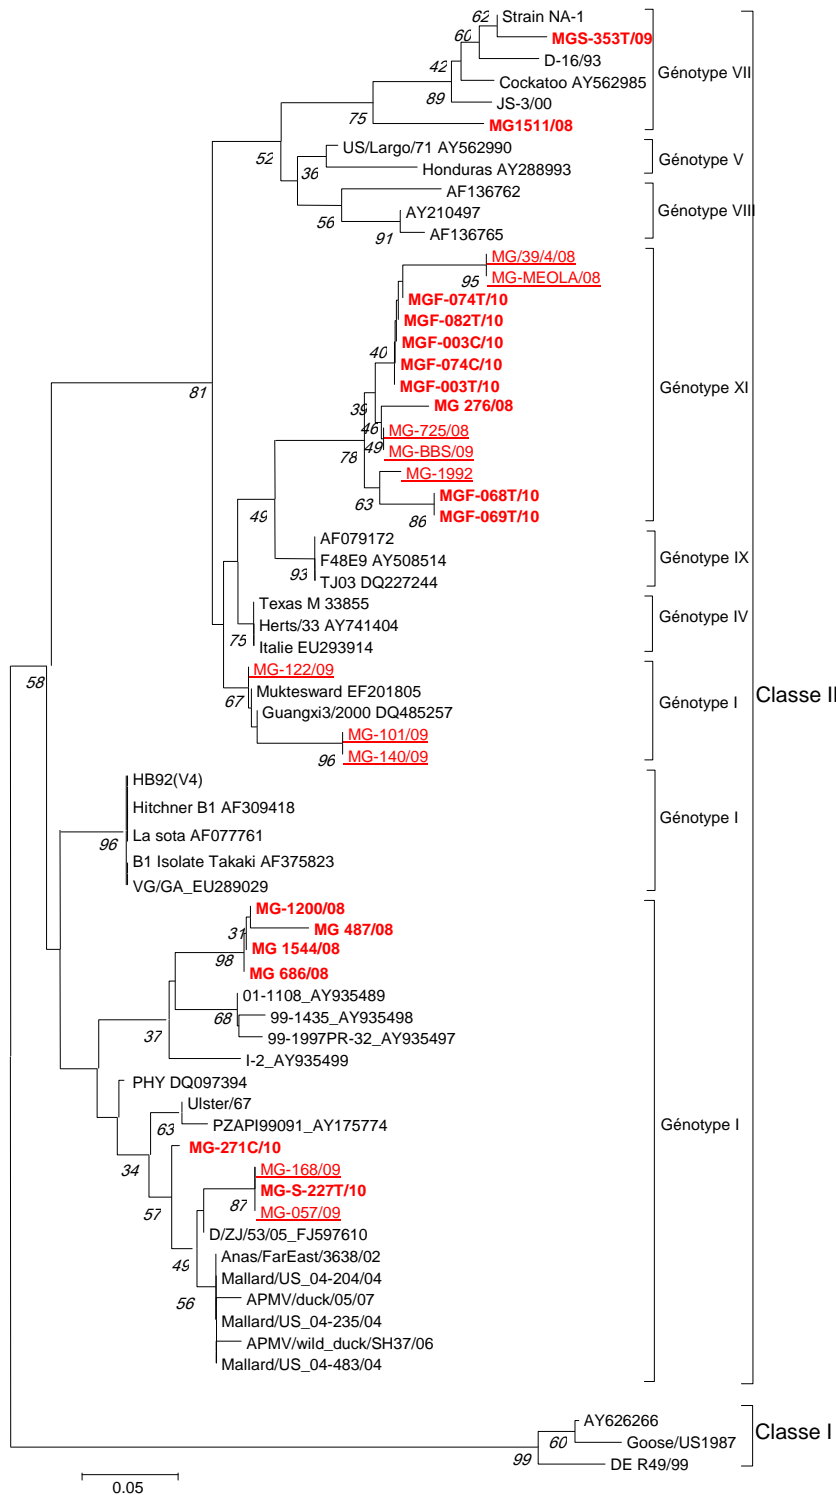 62
Strain NA-1
60
MGS-353T/09
D-16/93
42
Génotype VII
Cockatoo AY562985
89
JS-3/00
75
MG1511/08
52
US/Largo/71 AY562990
Génotype V
36
Honduras AY288993
AF136762
AY210497
Génotype VIII
56
91
AF136765
MG/39/4/08
95
MG-MEOLA/08
MGF-074T/10
MGF-082T/10
MGF-003C/10
40
MGF-074C/10
81
MGF-003T/10
Génotype XI
39
MG 276/08
46
MG-725/08
49
MG-BBS/09
78
MG-1992
63
MGF-068T/10
49
86
MGF-069T/10
AF079172
F48E9 AY508514
Génotype IX
93
TJ03 DQ227244
Texas M 33855
Herts/33 AY741404
Génotype IV
75
Italie EU293914
58
MG-122/09
67
Muktesward EF201805
Génotype I
Classe II
Guangxi3/2000 DQ485257
MG-101/09
96
MG-140/09
HB92(V4)
Hitchner B1 AF309418
Génotype I
96
La sota AF077761
B1 Isolate Takaki AF375823
VG/GA_EU289029
MG-1200/08
31
MG 487/08
MG 1544/08
98
MG 686/08
01-1108_AY935489
68
99-1435_AY935498
37
99-1997PR-32_AY935497
I-2_AY935499
PHY DQ097394
Ulster/67
63
PZAPI99091_AY175774
Génotype I
34
MG-271C/10
MG-168/09
57
MG-S-227T/10
87
MG-057/09
D/ZJ/53/05_FJ597610
49
Anas/FarEast/3638/02
Mallard/US_04-204/04
56
APMV/duck/05/07
Mallard/US_04-235/04
APMV/wild_duck/SH37/06
Mallard/US_04-483/04
AY626266
Classe I
60
Goose/US1987
99
DE R49/99
0.05